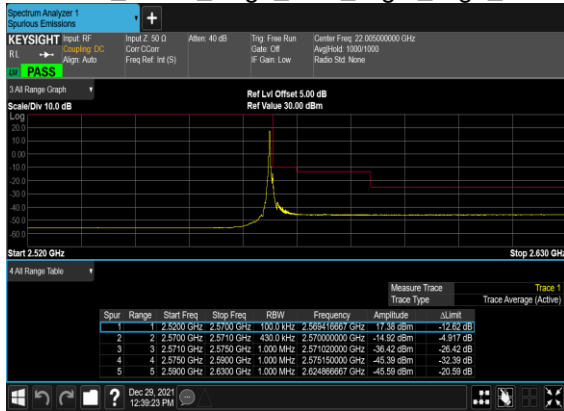 Spectrum Analyzer 1
Spurious Emissions
+
KEYSIGHT Input: RF Input Z: 50 Ω Atten: 40 dB Trig: Free Run Center Freq: 22.005000000 GHz
RL Coupling: DC Corr CCorr Gate: Off Avg|Hold: 1000/1000
Align: Auto Freq Ref: Int (S) IF Gain: Low Radio Std: None
LW PASS
3 All Range Graph
Ref Lvl Offset 5.00 dB
Scale/Div 10.0 dB Ref Value 30.00 dBm
Log
20.0
10.0
0.00
-10.0
-20.0
-30.0
-40.0
-50.0
-60.0
Start 2.520 GHz Stop 2.630 GHz
4 All Range Table
Measure Trace Trace 1
Trace Type Trace Average (Active)
Spur Range Start Freq Stop Freq RBW Frequency Amplitude ΔLimit
1 1 2.5200 GHz 2.5700 GHz 100.0 kHz 2.569416667 GHz 17.38 dBm -12.62 dB
2 2 2.5700 GHz 2.5710 GHz 430.0 kHz 2.570000000 GHz -14.92 dBm -4.917 dB
3 3 2.5710 GHz 2.5750 GHz 1.000 MHz 2.571020000 GHz -36.42 dBm -26.42 dB
4 4 2.5750 GHz 2.5900 GHz 1.000 MHz 2.575150000 GHz -45.39 dBm -32.39 dB
5 5 2.5900 GHz 2.6300 GHz 1.000 MHz 2.624866667 GHz -45.59 dBm -20.59 dB
? Dec 29, 2021
12:39:23 PM